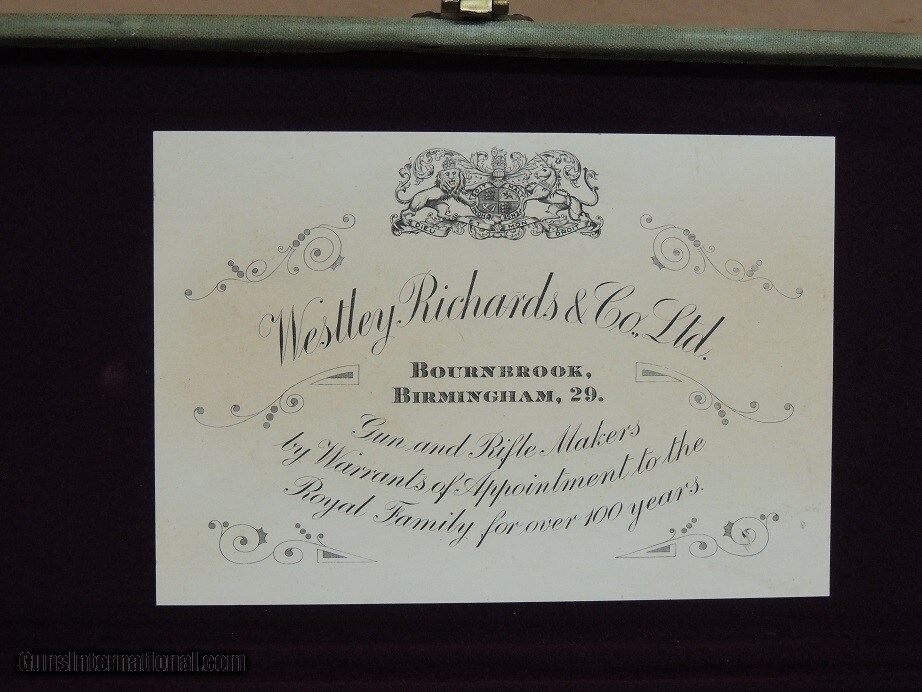 DIEU ET MON DROIT
Westley Richards & Co., Ltd.
BOURNBROOK,
BIRMINGHAM, 29.
Gun and Rifle Makers
by Warrants of Appointment to the
Royal Family for over 100 years.
GunsInternational.com